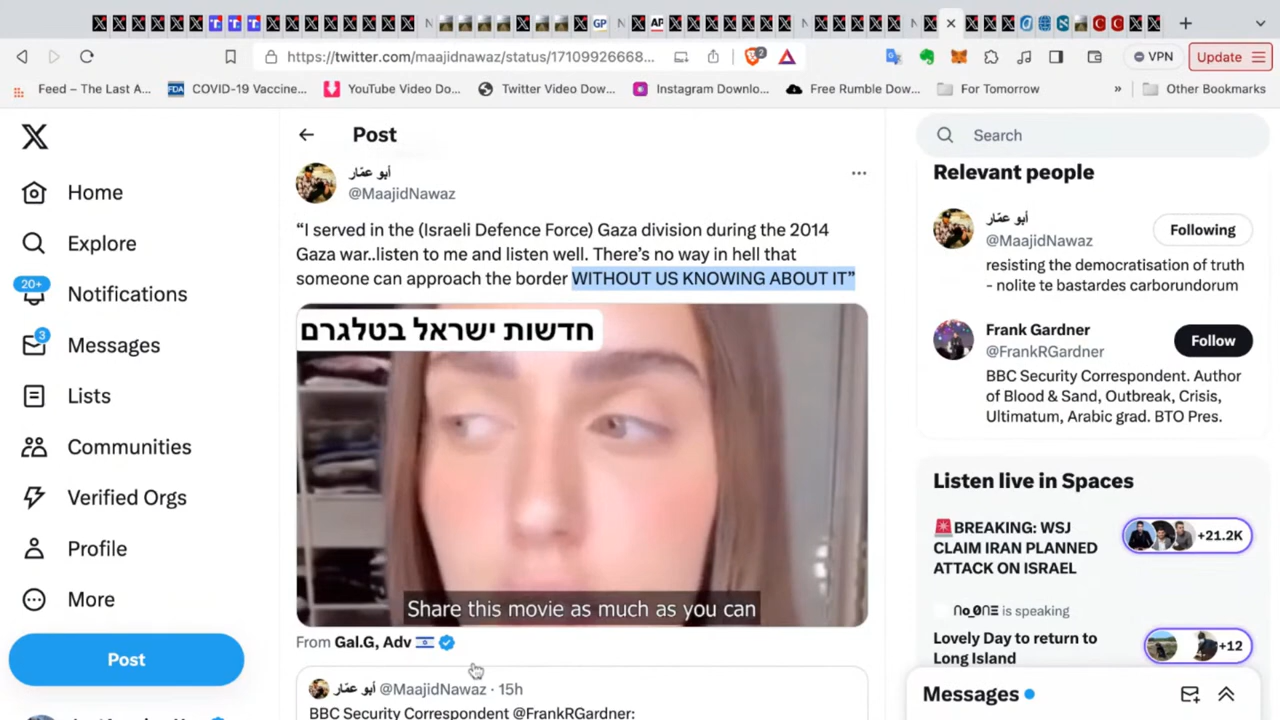 https://twitter.com/maajidnawaz/status/17109926668...
2
VPN
Update
Feed – The Last A...
FDA
COVID-19 Vaccine...
YouTube Video Do...
Twitter Video Dow...
Instagram Downlo...
Free Rumble Dow...
For Tomorrow
»
Other Bookmarks
Home
Explore
20+
Notifications
3
Messages
Lists
Communities
Verified Orgs
Profile
More
Post
Post
أبو عمّار
@MaajidNawaz
“I served in the (Israeli Defence Force) Gaza division during the 2014
Gaza war..listen to me and listen well. There’s no way in hell that
someone can approach the border WITHOUT US KNOWING ABOUT IT”
חדשות ישראל בטלגרם
Share this movie as much as you can
From Gal.G, Adv
أبو عمّار @MaajidNawaz · 15h
BBC Security Correspondent @FrankRGardner:
Search
Relevant people
أبو عمّار
@MaajidNawaz
Following
resisting the democratisation of truth
- nolite te bastardes carborundorum
Frank Gardner
@FrankRGardner
Follow
BBC Security Correspondent. Author
of Blood & Sand, Outbreak, Crisis,
Ultimatum, Arabic grad. BTO Pres.
Listen live in Spaces
BREAKING: WSJ
CLAIM IRAN PLANNED
ATTACK ON ISRAEL
+21.2K
is speaking
Lovely Day to return to
Long Island
+12
Messages